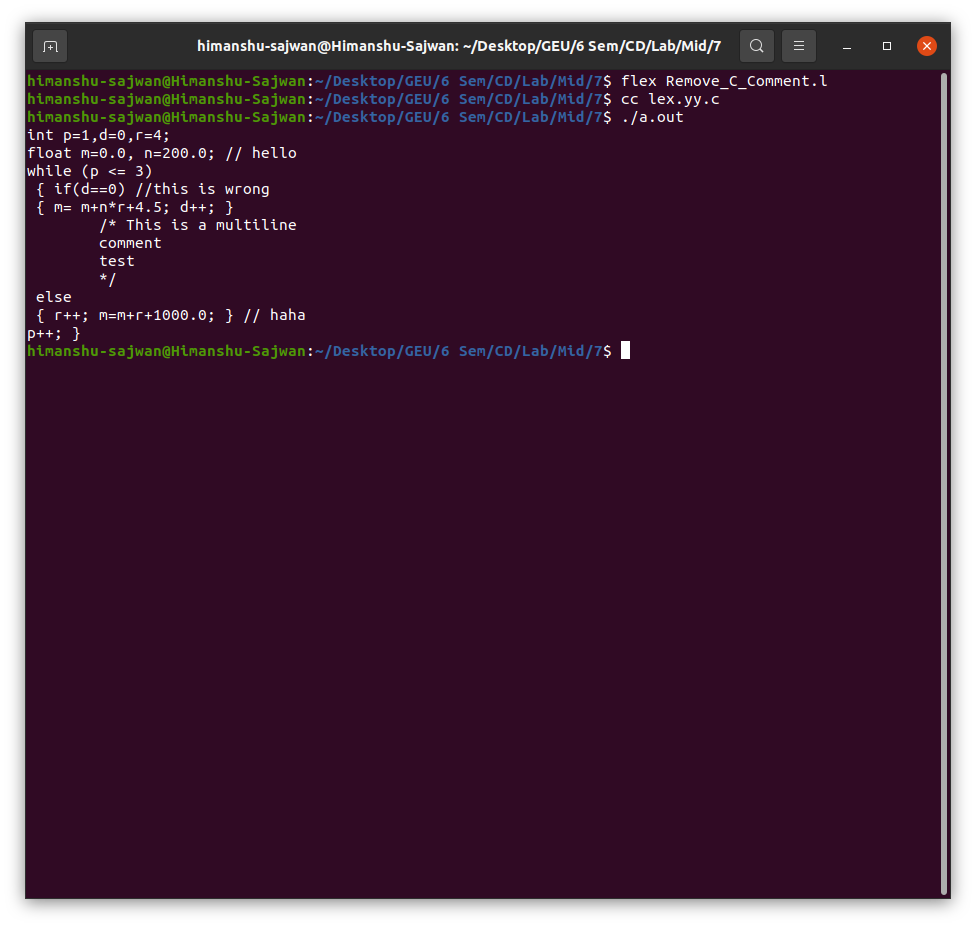 himanshu-sajwan@Himanshu-Sajwan: ~/Desktop/GEU/6 Sem/CD/Lab/Mid/7
himanshu-sajwan@Himanshu-Sajwan:~/Desktop/GEU/6 Sem/CD/Lab/Mid/7$ flex Remove_C_Comment.l
himanshu-sajwan@Himanshu-Sajwan:~/Desktop/GEU/6 Sem/CD/Lab/Mid/7$ cc lex.yy.c
himanshu-sajwan@Himanshu-Sajwan:~/Desktop/GEU/6 Sem/CD/Lab/Mid/7$ ./a.out
int p=1,d=0,r=4;
float m=0.0, n=200.0; // hello
while (p <= 3)
 { if(d==0) //this is wrong
 { m= m+n*r+4.5; d++; }
        /* This is a multiline
        comment
        test
        */
 else
 { r++; m=m+r+1000.0; } // haha
p++; }
himanshu-sajwan@Himanshu-Sajwan:~/Desktop/GEU/6 Sem/CD/Lab/Mid/7$